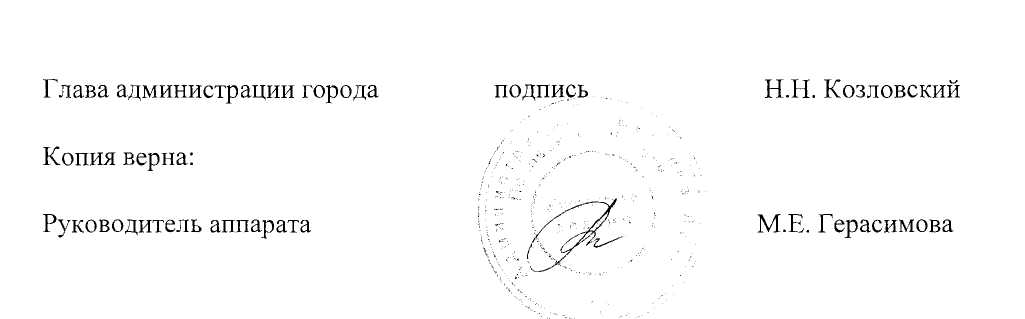 Глава администрации города подпись Н.Н. Козловский
Копия верна:
Руководитель аппарата М.Е. Герасимова